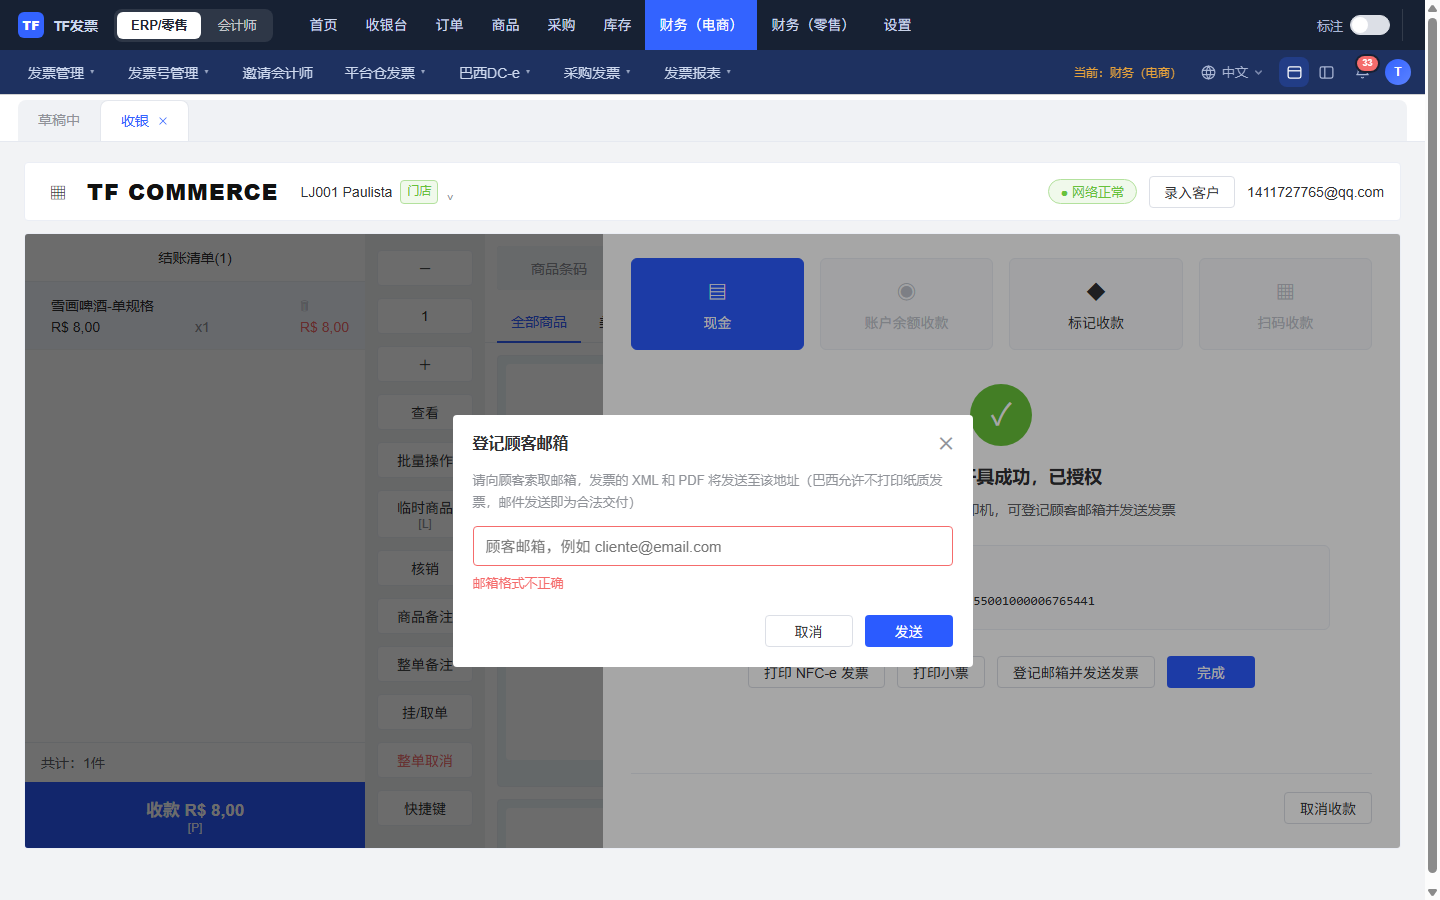 TF TF发票 ERP/零售 会计师 首页 收银台 订单 商品 采购 库存 财务（电商） 财务（零售） 设置 标注
发票管理 发票号管理 邀请会计师 平台仓发票 巴西DC-e 采购发票 发票报表 当前：财务（电商） 中文 33 T
草稿中 收银 ×
TF COMMERCE LJ001 Paulista 门店 网络正常 录入客户 1411727765@qq.com
结账清单(1)
雪画啤酒-单规格
R$ 8,00 x1 R$ 8,00
共计：1件
收款 R$ 8,00
[P]
—
1
+
查看
批量操作
临时商品
[L]
核销
商品备注
整单备注
挂/取单
整单取消
快捷键
商品条码
全部商品
现金 账户余额收款 标记收款 扫码收款
具成功，已授权
机，可登记顾客邮箱并发送发票
55001000006765441
打印 NFC-e 发票 打印小票 登记邮箱并发送发票 完成
取消收款
登记顾客邮箱
请向顾客索取邮箱，发票的 XML 和 PDF 将发送至该地址（巴西允许不打印纸质发
票，邮件发送即为合法交付）
顾客邮箱，例如 cliente@email.com
邮箱格式不正确
取消 发送